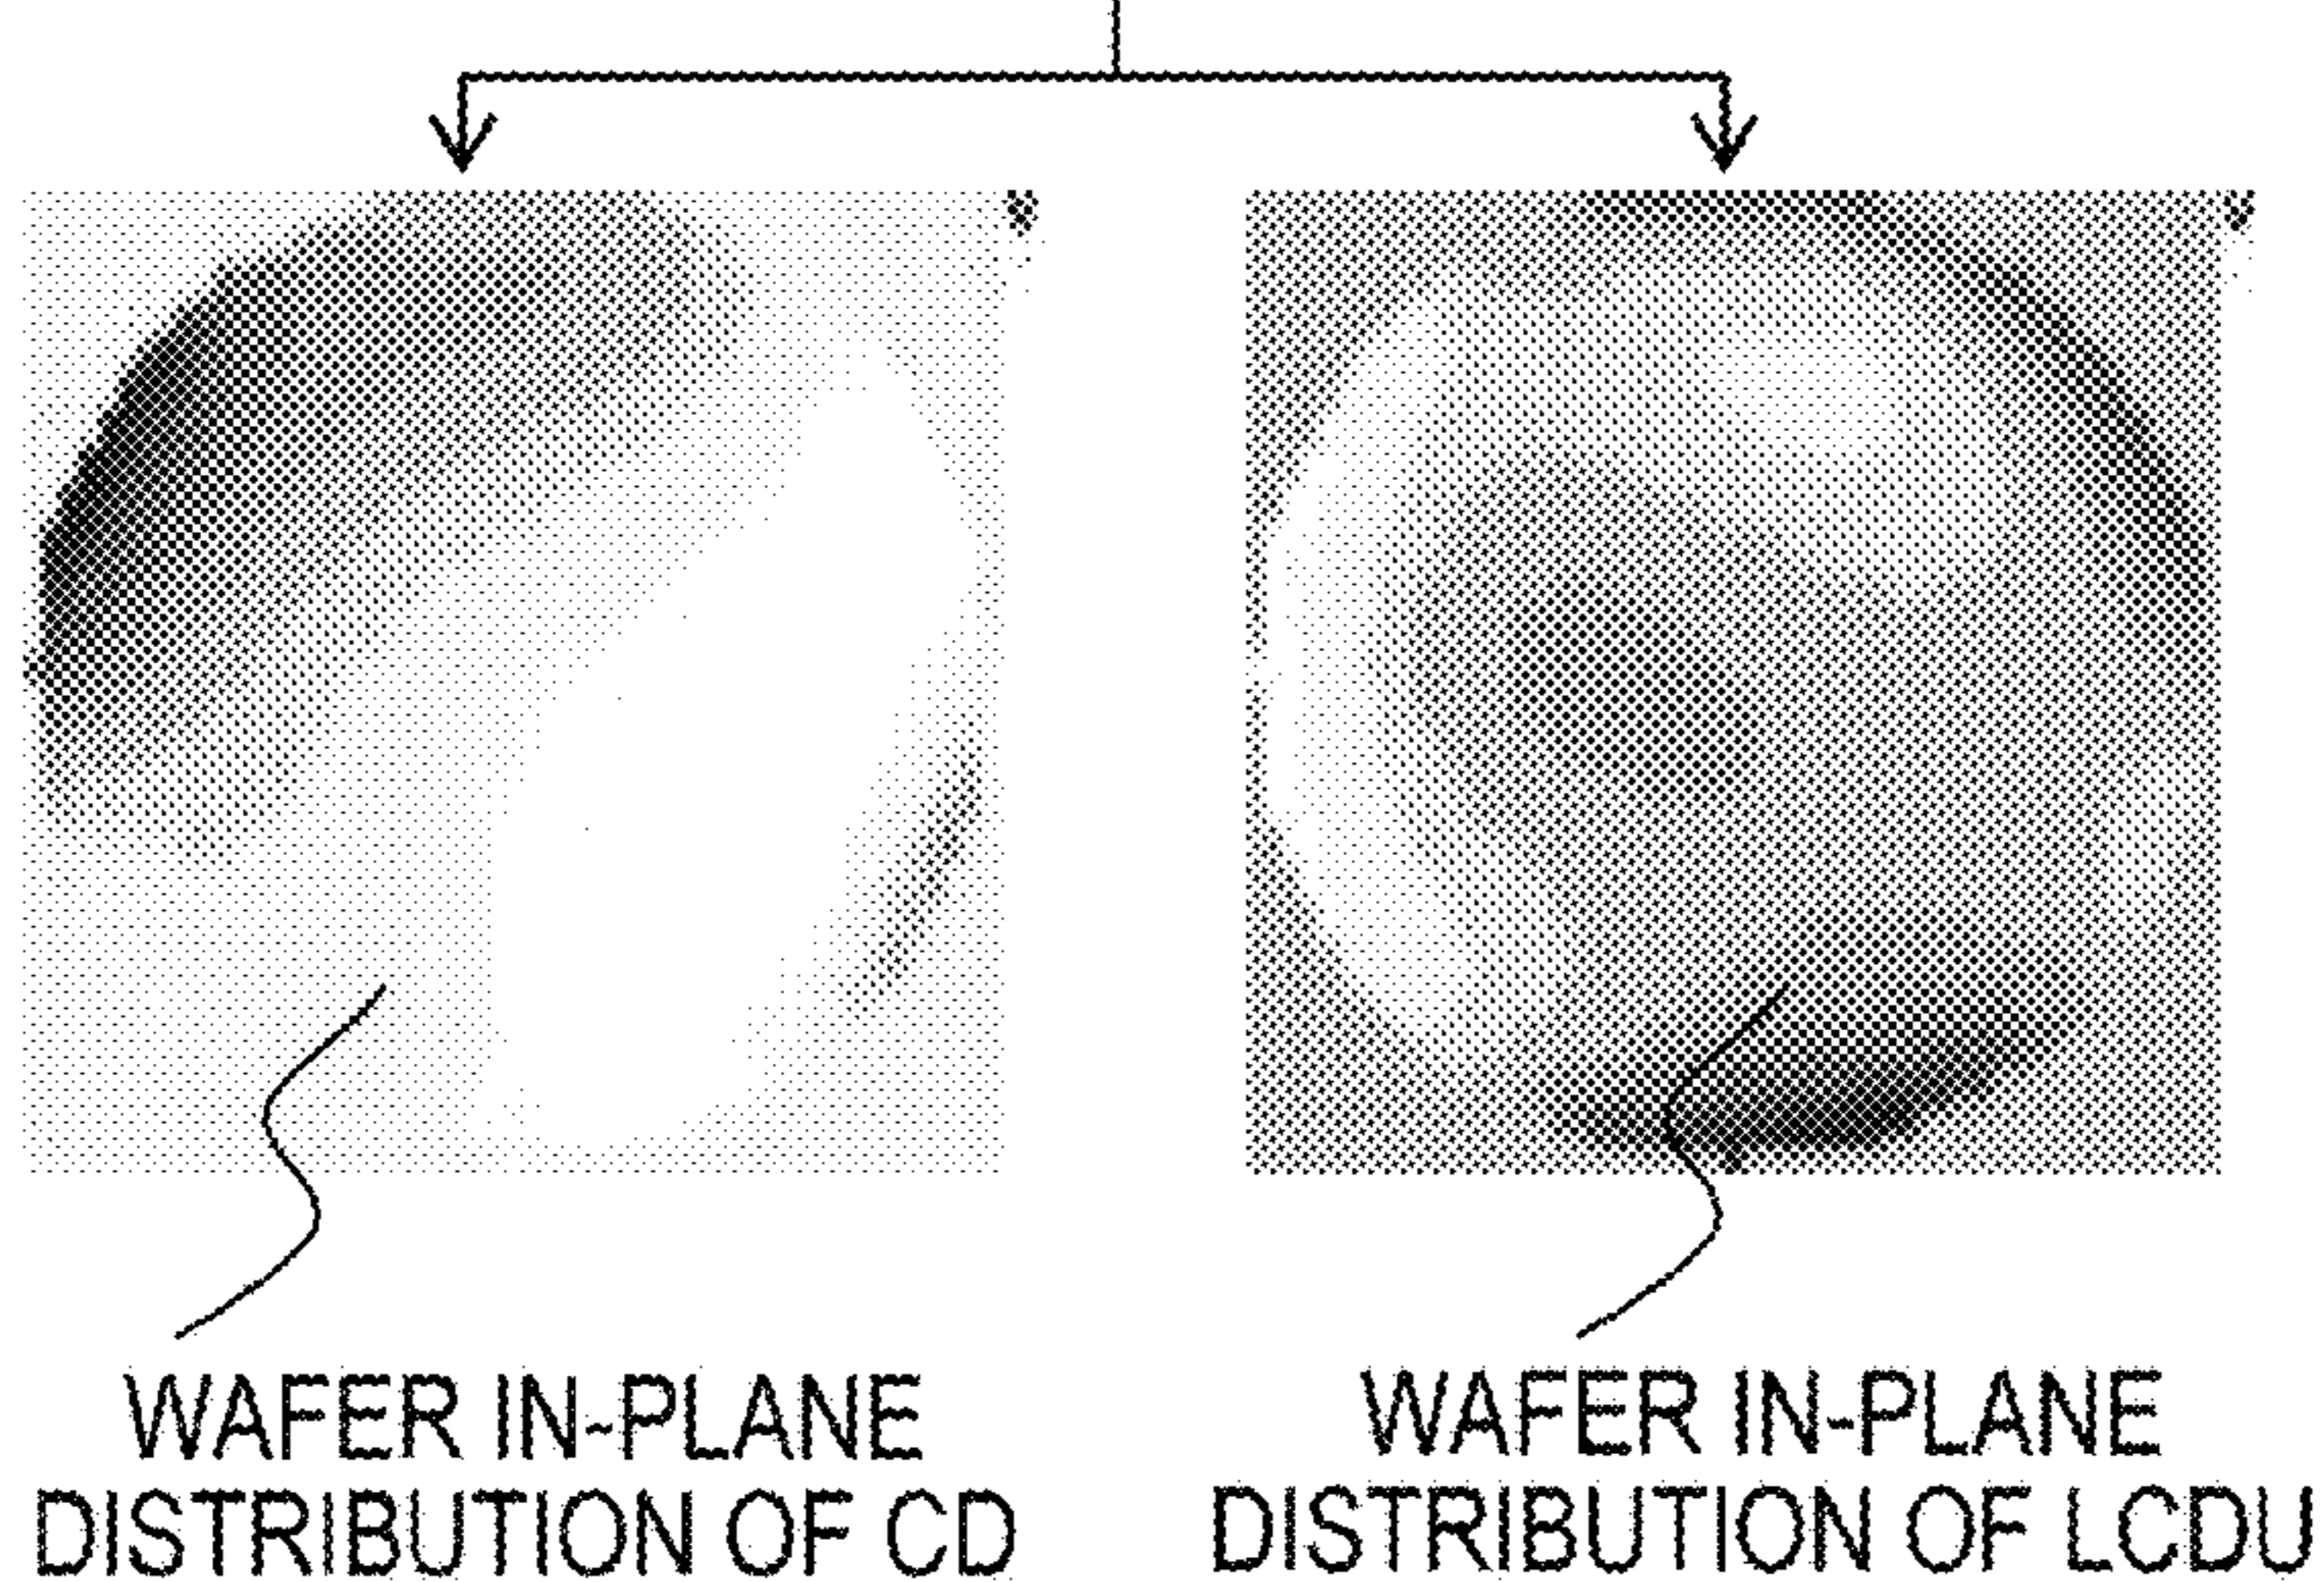 WAFER IN-PLANE
DISTRIBUTION OF CD
WAFER IN-PLANE
DISTRIBUTION OF LCDU